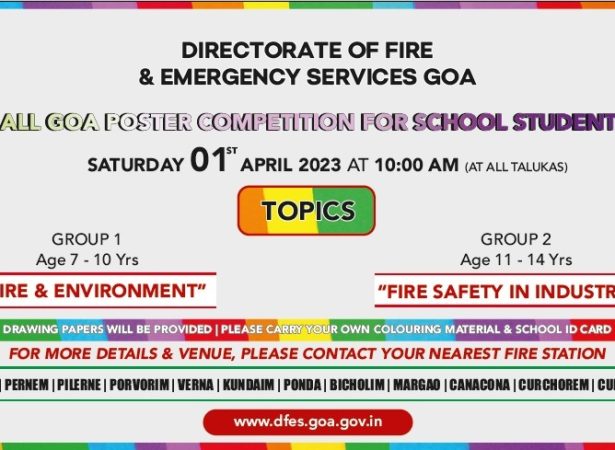 DIRECTORATE OF FIRE
& EMERGENCY SERVICES GOA
ALL GOA POSTER COMPETITION FOR SCHOOL STUDENT
SATURDAY 01ST APRIL 2023 AT 10:00 AM (AT ALL TALUKAS)
TOPICS
GROUP 1
Age 7 - 10 Yrs
IRE & ENVIRONMENT”
GROUP 2
Age 11 - 14 Yrs
“FIRE SAFETY IN INDUSTR
DRAWING PAPERS WILL BE PROVIDED | PLEASE CARRY YOUR OWN COLOURING MATERIAL & SCHOOL ID CARD
FOR MORE DETAILS & VENUE, PLEASE CONTACT YOUR NEAREST FIRE STATION
| PERNEM | PILERNE | PORVORIM | VERNA | KUNDAIM | PONDA | BICHOLIM | MARGAO | CANACONA | CURCHOREM | CU
www.dfes.goa.gov.in